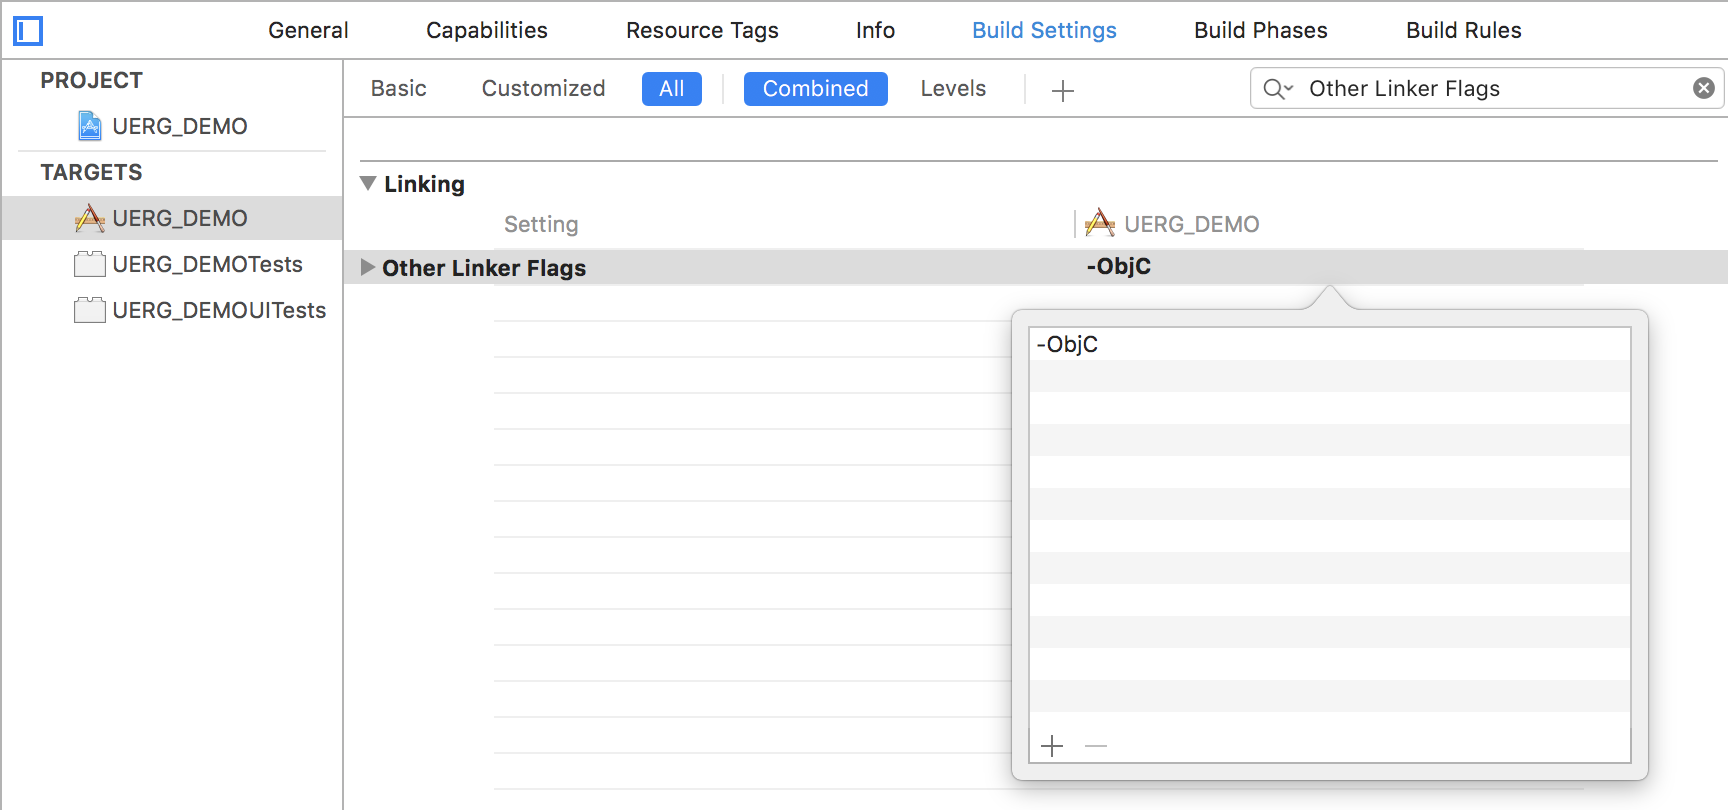 General Capabilities Resource Tags Info Build Settings Build Phases Build Rules
PROJECT
UERG_DEMO
TARGETS
UERG_DEMO
UERG_DEMOTests
UERG_DEMOUITests
Basic Customized All Combined Levels Other Linker Flags
Linking
Setting UERG_DEMO
Other Linker Flags -ObjC
-ObjC